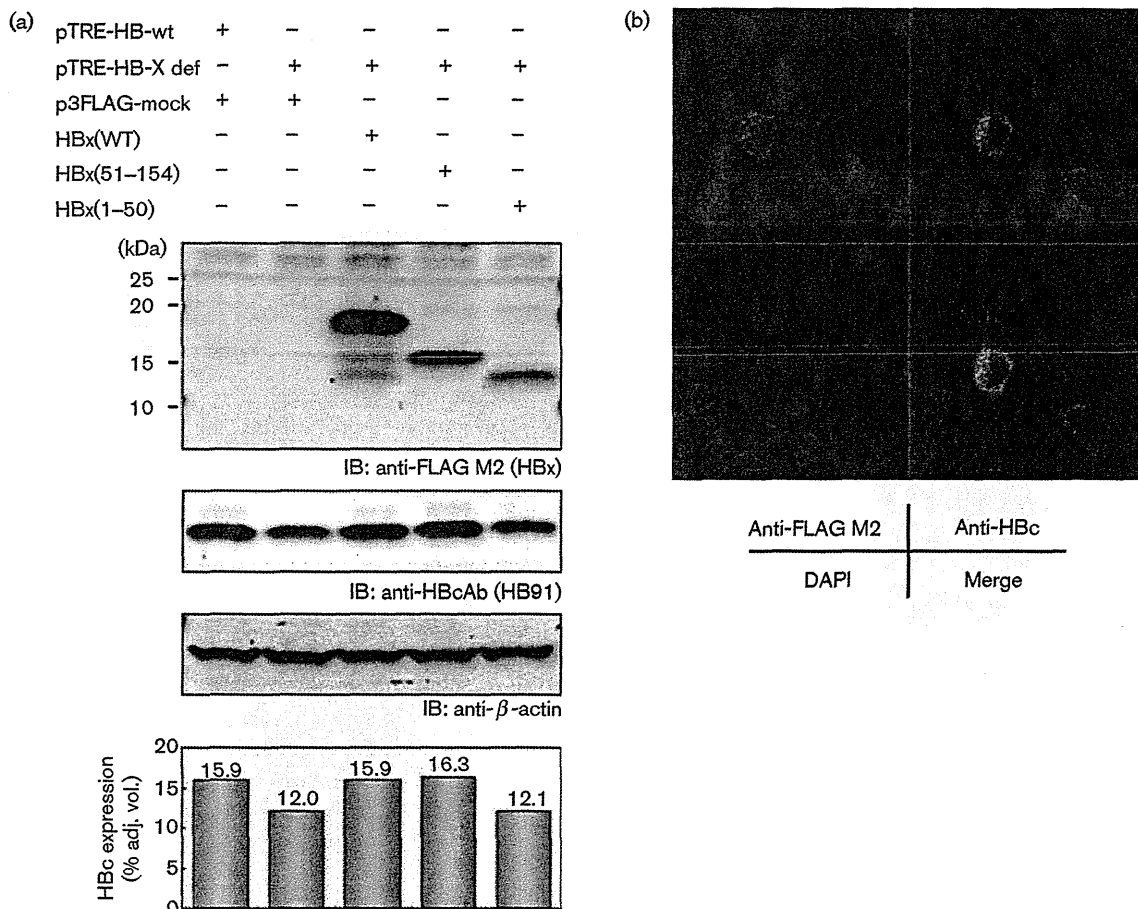 (a)
pTRE-HB-wt + − − − −
pTRE-HB-X def − + + + +
p3FLAG-mock + + − − −
HBx(WT) − − + − −
HBx(51–154) − − − + −
HBx(1–50) − − − − +
(kDa)
25
20
15
10
IB: anti-FLAG M2 (HBx)
IB: anti-HBcAb (HB91)
IB: anti-β-actin
HBc expression
(% adj. vol.)
20
15
10
5
0
15.9 12.0 15.9 16.3 12.1
(b)
Anti-FLAG M2 Anti-HBc
DAPI Merge